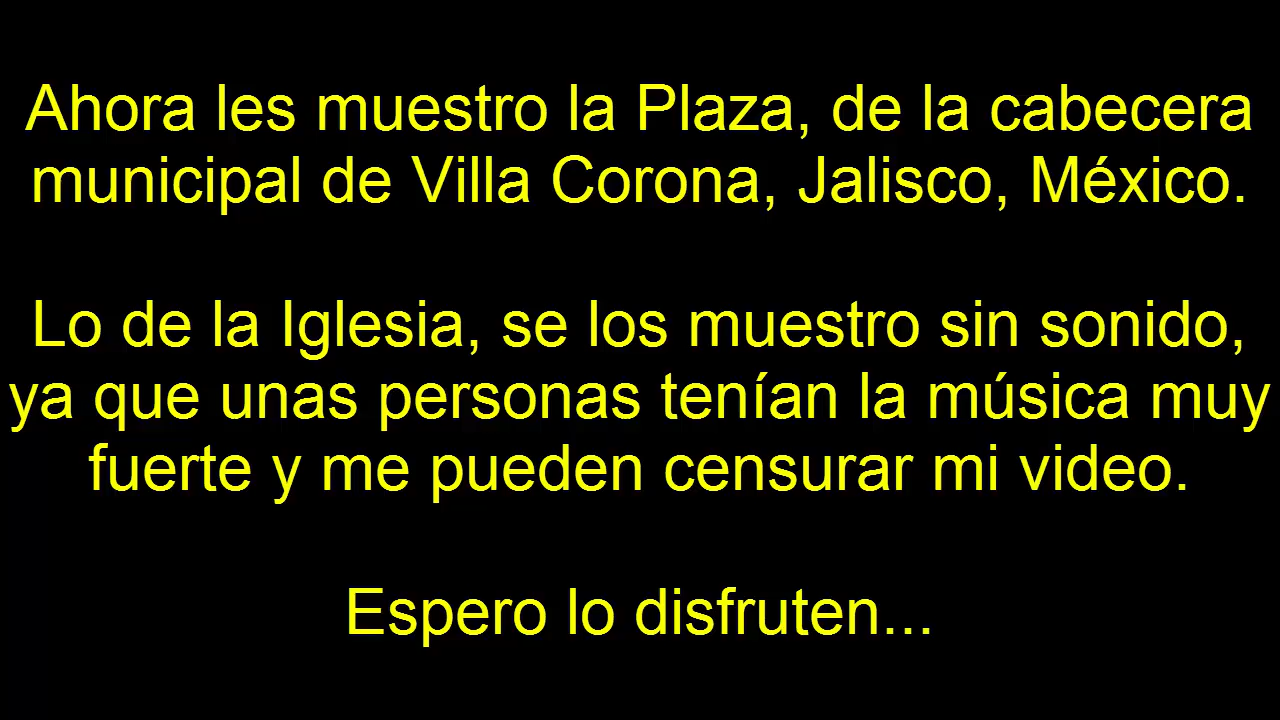 Ahora les muestro la Plaza, de la cabecera
municipal de Villa Corona, Jalisco, México.
Lo de la Iglesia, se los muestro sin sonido,
ya que unas personas tenían la música muy
fuerte y me pueden censurar mi video.
Espero lo disfruten...